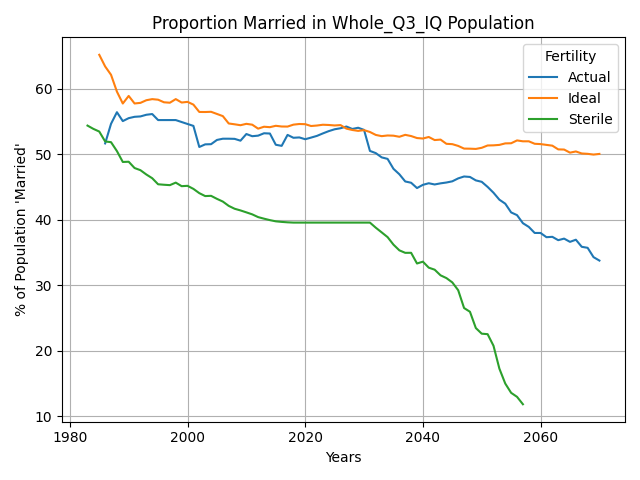 Proportion Married in Whole_Q3_IQ Population
% of Population 'Married'
60
50
40
30
20
10
1980
2000
2020
2040
2060
Years
Fertility
Actual
Ideal
Sterile